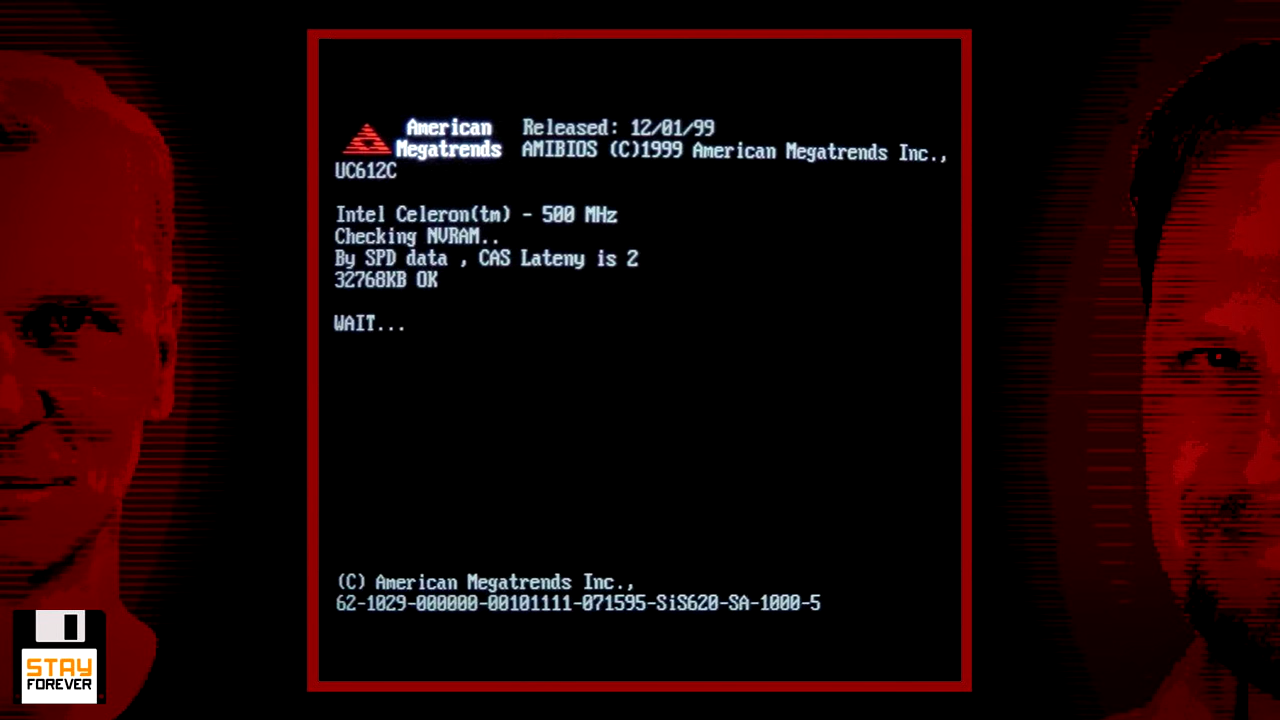 American Released: 12/01/99
Megatrends AMIBIOS (C)1999 American Megatrends Inc.,
UC612C
Intel Celeron(tm) - 500 MHz
Checking NVRAM..
By SPD data , CAS Lateny is 2
32768KB OK
WAIT...
(C) American Megatrends Inc.,
62-1029-000000-00101111-071595-SiS620-SA-1000-5
STAY
FOREVER